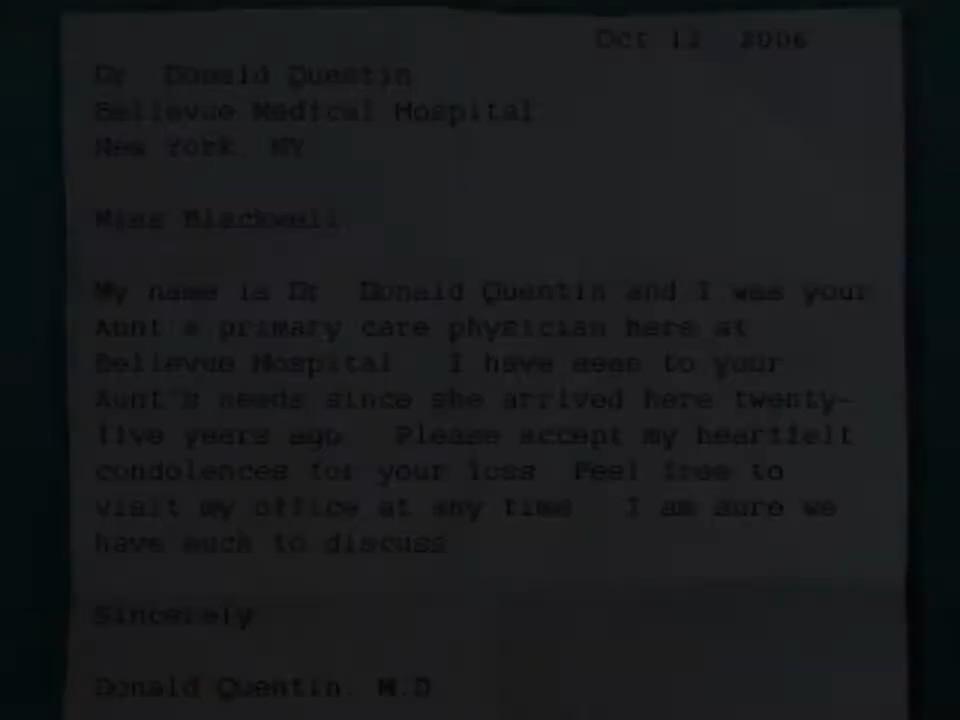 Oct 12, 2006
Dr. Donald Quentin
Bellevue Medical Hospital
New York, NY
Miss Blackwell,
My name is Dr. Donald Quentin and I was your
Aunt's primary care physician here at
Bellevue Hospital. I have seen to your
Aunt's needs since she arrived here twenty-
five years ago. Please accept my heartfelt
condolences for your loss. Feel free to
visit my office at any time. I am sure we
have much to discuss.
Sincerely,
Donald Quentin, M.D